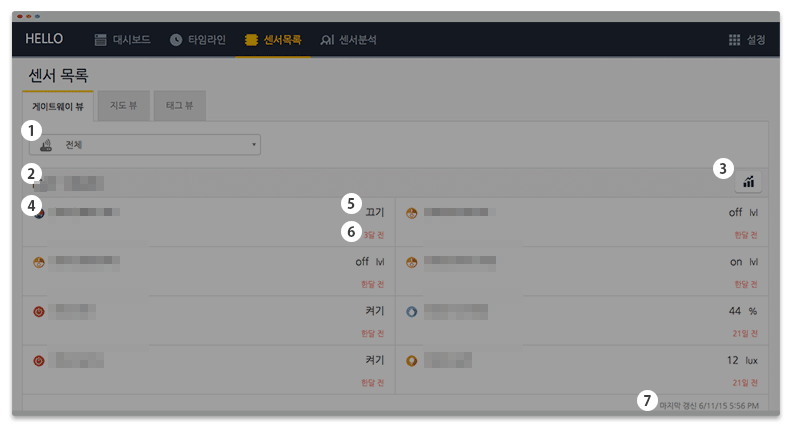 HELLO 대시보드 타임라인 센서목록 센서분석 설정
센서 목록
게이트웨이 뷰 지도 뷰 태그 뷰
1 전체
2 3
4 5 끄기 off lvl
6 3달 전 한달 전
off lvl on lvl
한달 전 한달 전
켜기 44 %
한달 전 21일 전
켜기 12 lux
한달 전 21일 전
7 마지막 갱신 6/11/15 5:56 PM